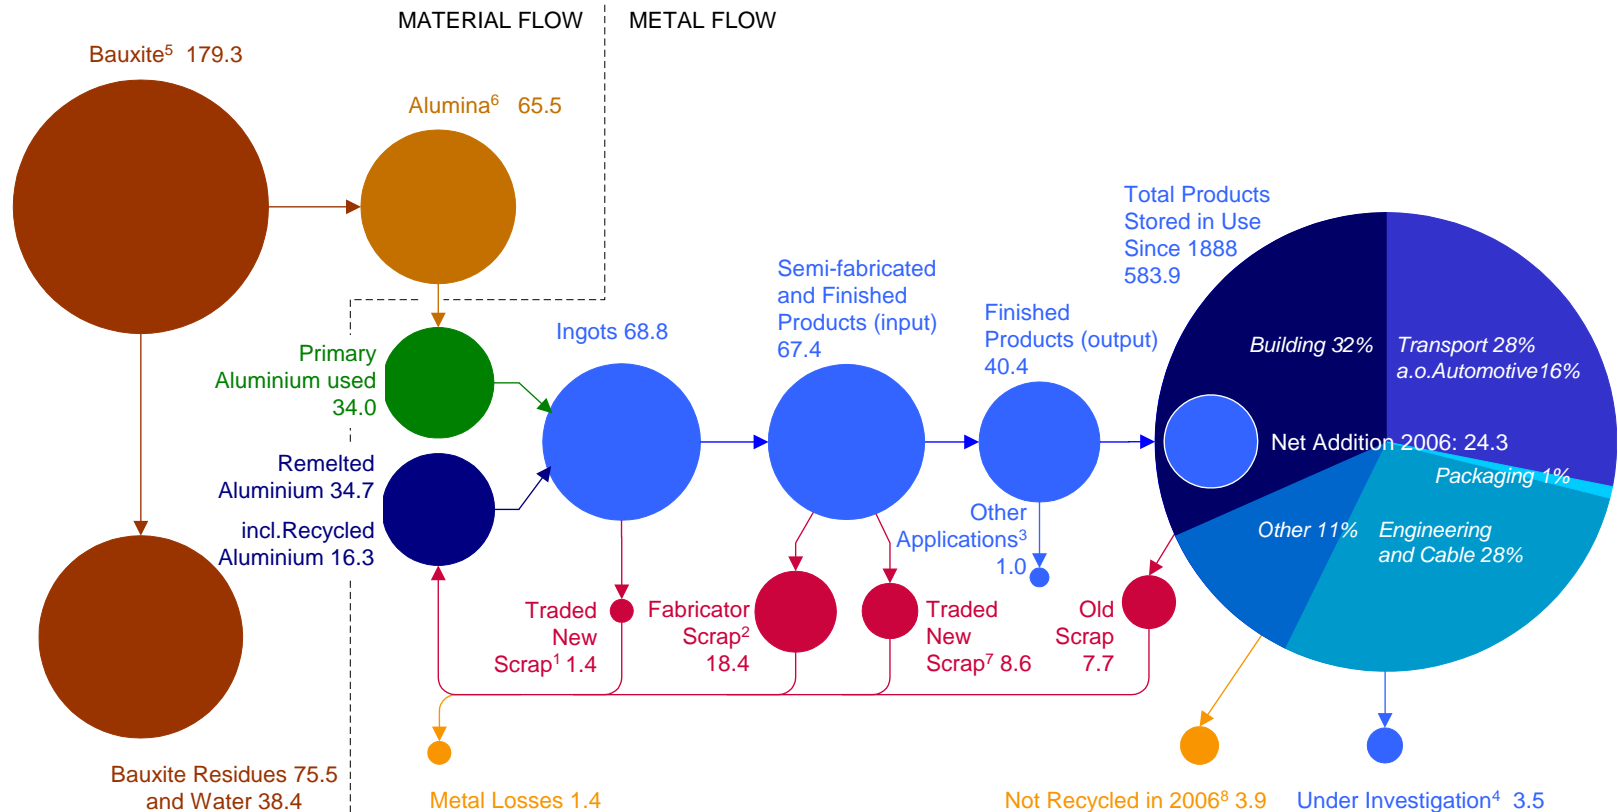 MATERIAL FLOW
METAL FLOW
Bauxite⁵ 179.3
Alumina⁶ 65.5
Total Products
Stored in Use
Since 1888
583.9
Semi-fabricated
and Finished
Products (input)
67.4
Finished
Products (output)
40.4
Ingots 68.8
Primary
Aluminium used
34.0
Building 32%
Transport 28%
a.o.Automotive16%
Net Addition 2006: 24.3
Packaging 1%
Remelted
Aluminium 34.7
incl.Recycled
Aluminium 16.3
Other
Applications³
1.0
Other 11%
Engineering
and Cable 28%
Traded
New
Scrap¹ 1.4
Fabricator
Scrap²
18.4
Traded
New
Scrap⁷ 8.6
Old
Scrap
7.7
Bauxite Residues 75.5
and Water 38.4
Metal Losses 1.4
Not Recycled in 2006⁸ 3.9
Under Investigation⁴ 3.5